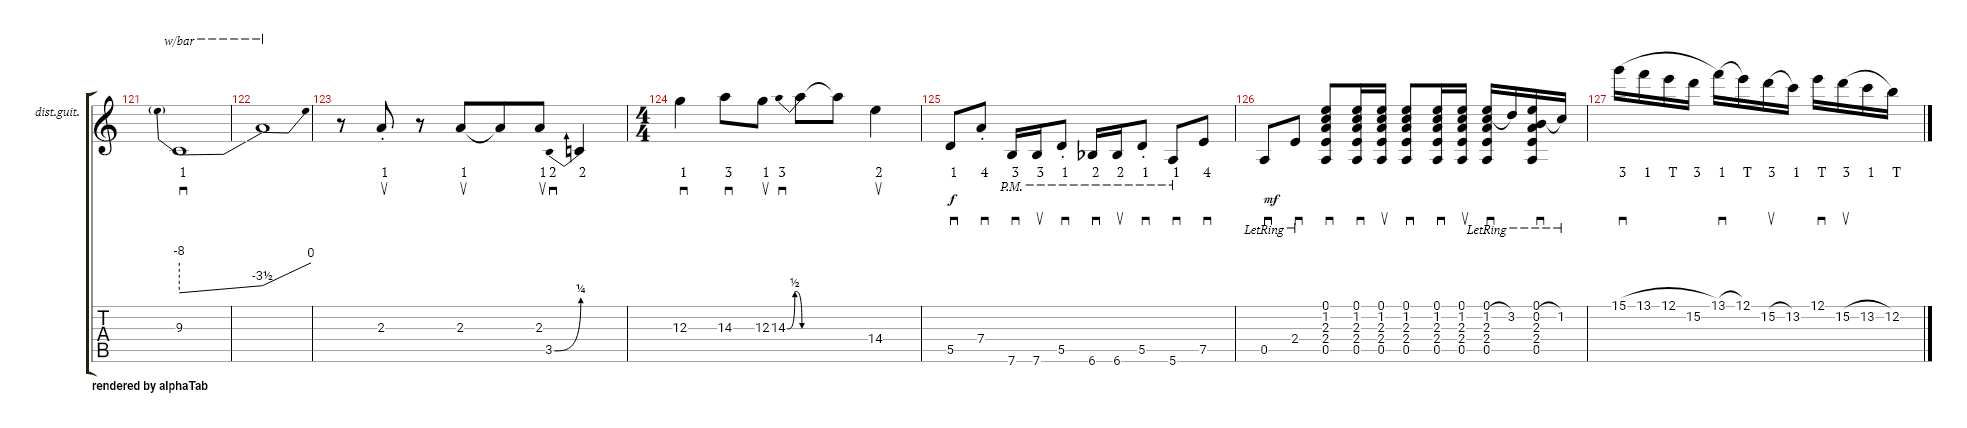 w/bar
121 122 123 124 125 126 127
dist.guit.
4
4
1 1 1 1 2 2 1 3 1 3 2 1 4 3 3 1 2 2 1 1 4 3 1 T 3 1 T 3 1 T 3 1 T
P.M.
f mf
LetRing LetRing
-8 -3½ 0
¼ ½
T
A
B
15 13 12 13 12 12
0 0 0 0 0 0 0 0
1 1 1 1 1 1 1 3 0 1 15 15 13 15 13 12
9 2 2 2 12 14 12 14 2 2 2 2 2 2 2 2
14 7 2 2 2 2 2 2 2 2 2
3 5 5 5 7 0 0 0 0 0 0 0 0 0
7 7 6 6 5
rendered by alphaTab